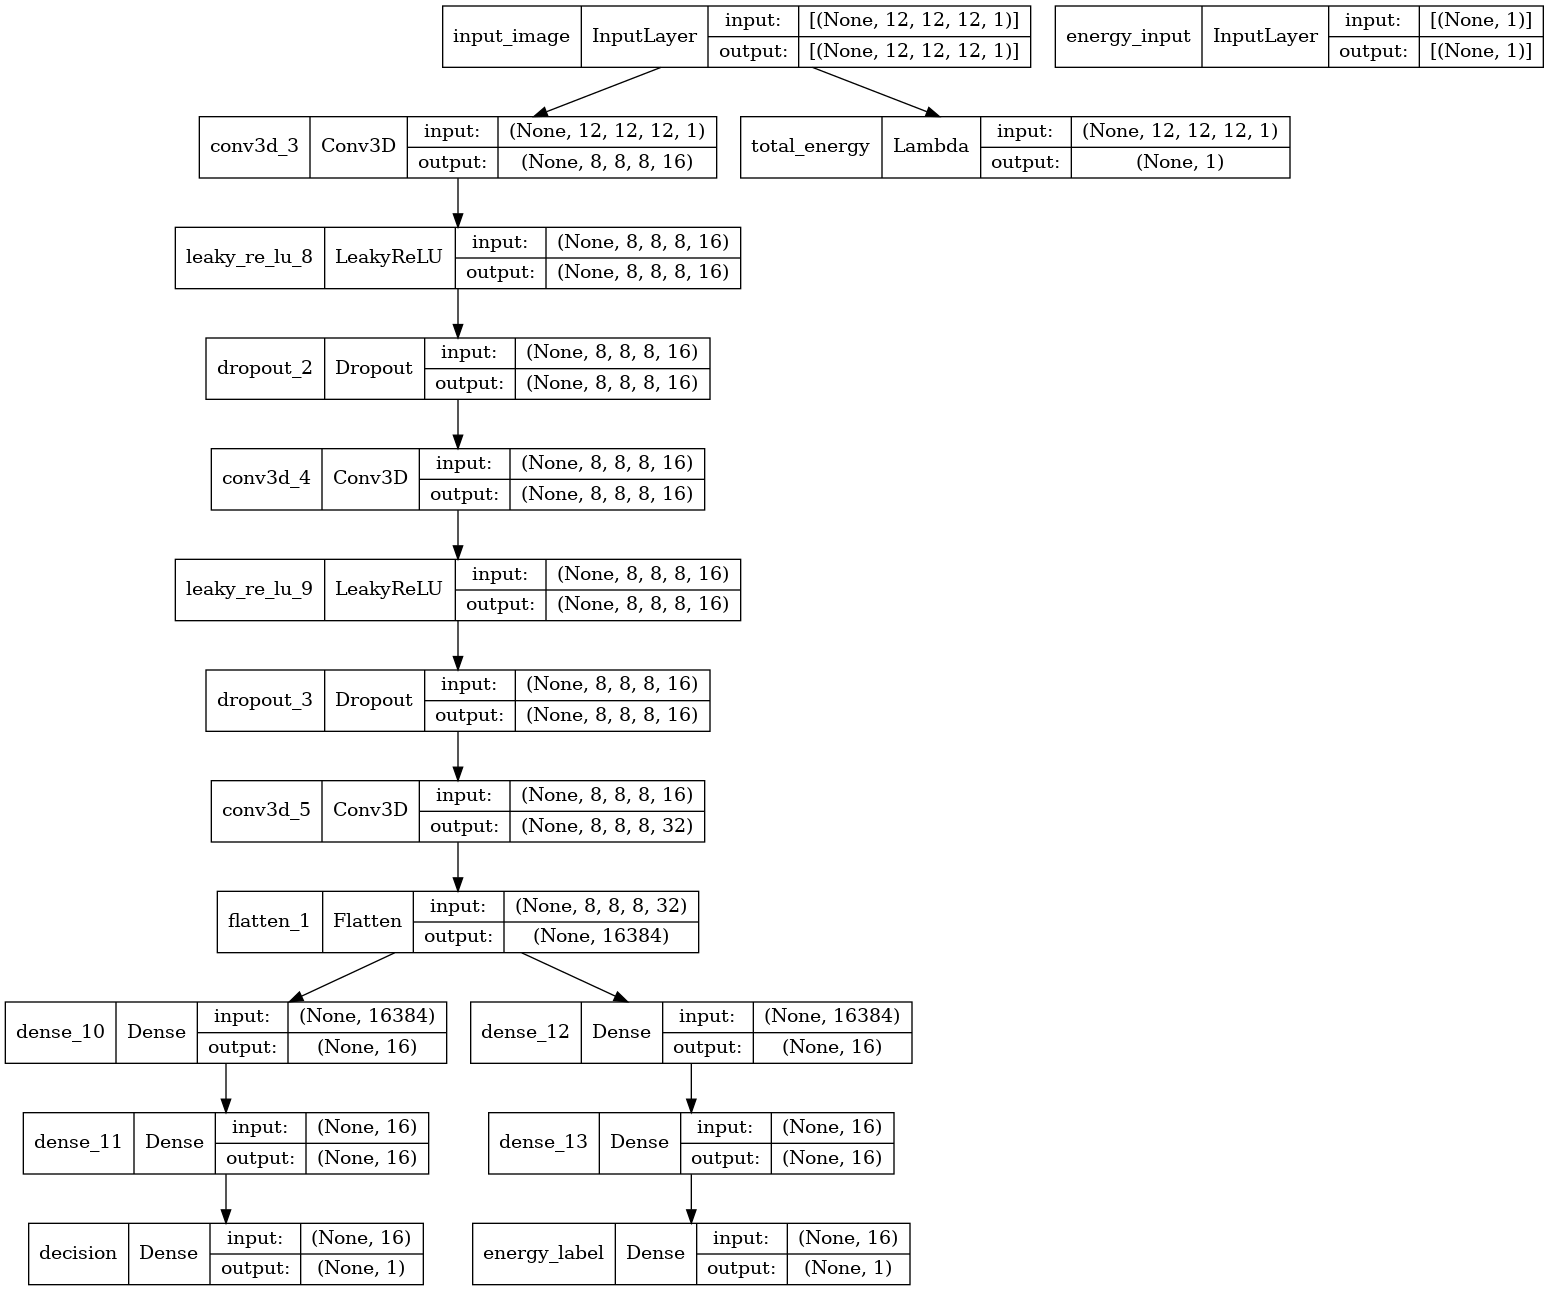 input_image InputLayer input: [(None, 12, 12, 12, 1)]
output: [(None, 12, 12, 12, 1)]
energy_input InputLayer input: [(None, 1)]
output: [(None, 1)]
conv3d_3 Conv3D input: (None, 12, 12, 12, 1)
output: (None, 8, 8, 8, 16)
total_energy Lambda input: (None, 12, 12, 12, 1)
output: (None, 1)
leaky_re_lu_8 LeakyReLU input: (None, 8, 8, 8, 16)
output: (None, 8, 8, 8, 16)
dropout_2 Dropout input: (None, 8, 8, 8, 16)
output: (None, 8, 8, 8, 16)
conv3d_4 Conv3D input: (None, 8, 8, 8, 16)
output: (None, 8, 8, 8, 16)
leaky_re_lu_9 LeakyReLU input: (None, 8, 8, 8, 16)
output: (None, 8, 8, 8, 16)
dropout_3 Dropout input: (None, 8, 8, 8, 16)
output: (None, 8, 8, 8, 16)
conv3d_5 Conv3D input: (None, 8, 8, 8, 16)
output: (None, 8, 8, 8, 32)
flatten_1 Flatten input: (None, 8, 8, 8, 32)
output: (None, 16384)
dense_10 Dense input: (None, 16384)
output: (None, 16)
dense_12 Dense input: (None, 16384)
output: (None, 16)
dense_11 Dense input: (None, 16)
output: (None, 16)
dense_13 Dense input: (None, 16)
output: (None, 16)
decision Dense input: (None, 16)
output: (None, 1)
energy_label Dense input: (None, 16)
output: (None, 1)